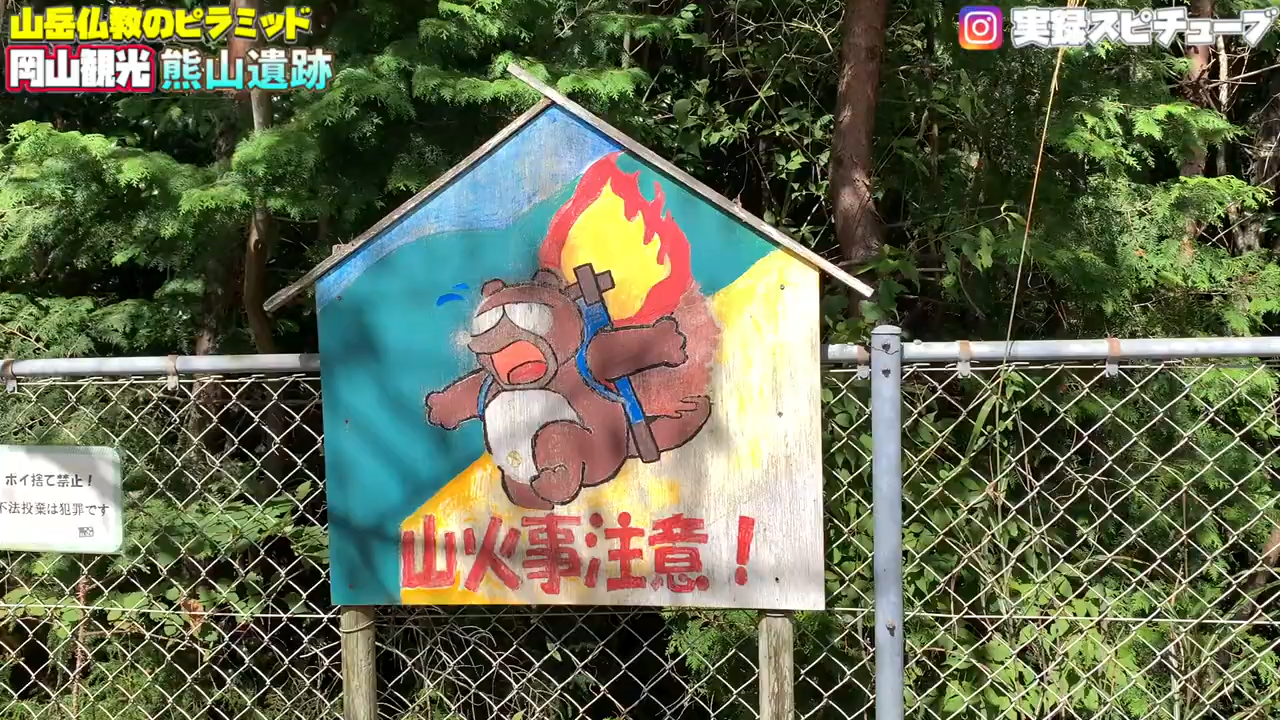 山岳仏教のピラミッド
岡山観光 熊山遺跡
実録スピチューブ
ポイ捨て禁止!
不法投棄は犯罪です
山火事注意!